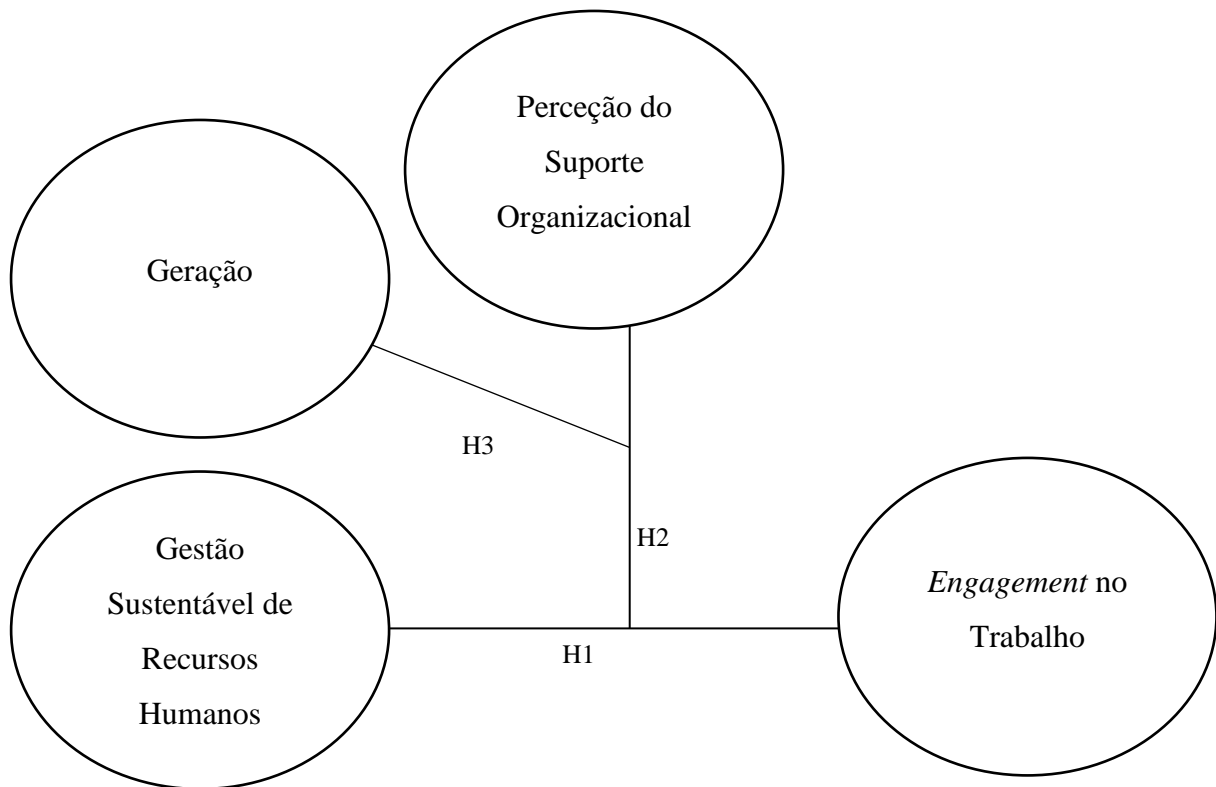 Perceção do
Suporte
Organizacional
Geração
H3
H2
Gestão
Sustentável de
Recursos
Humanos
H1
Engagement no
Trabalho